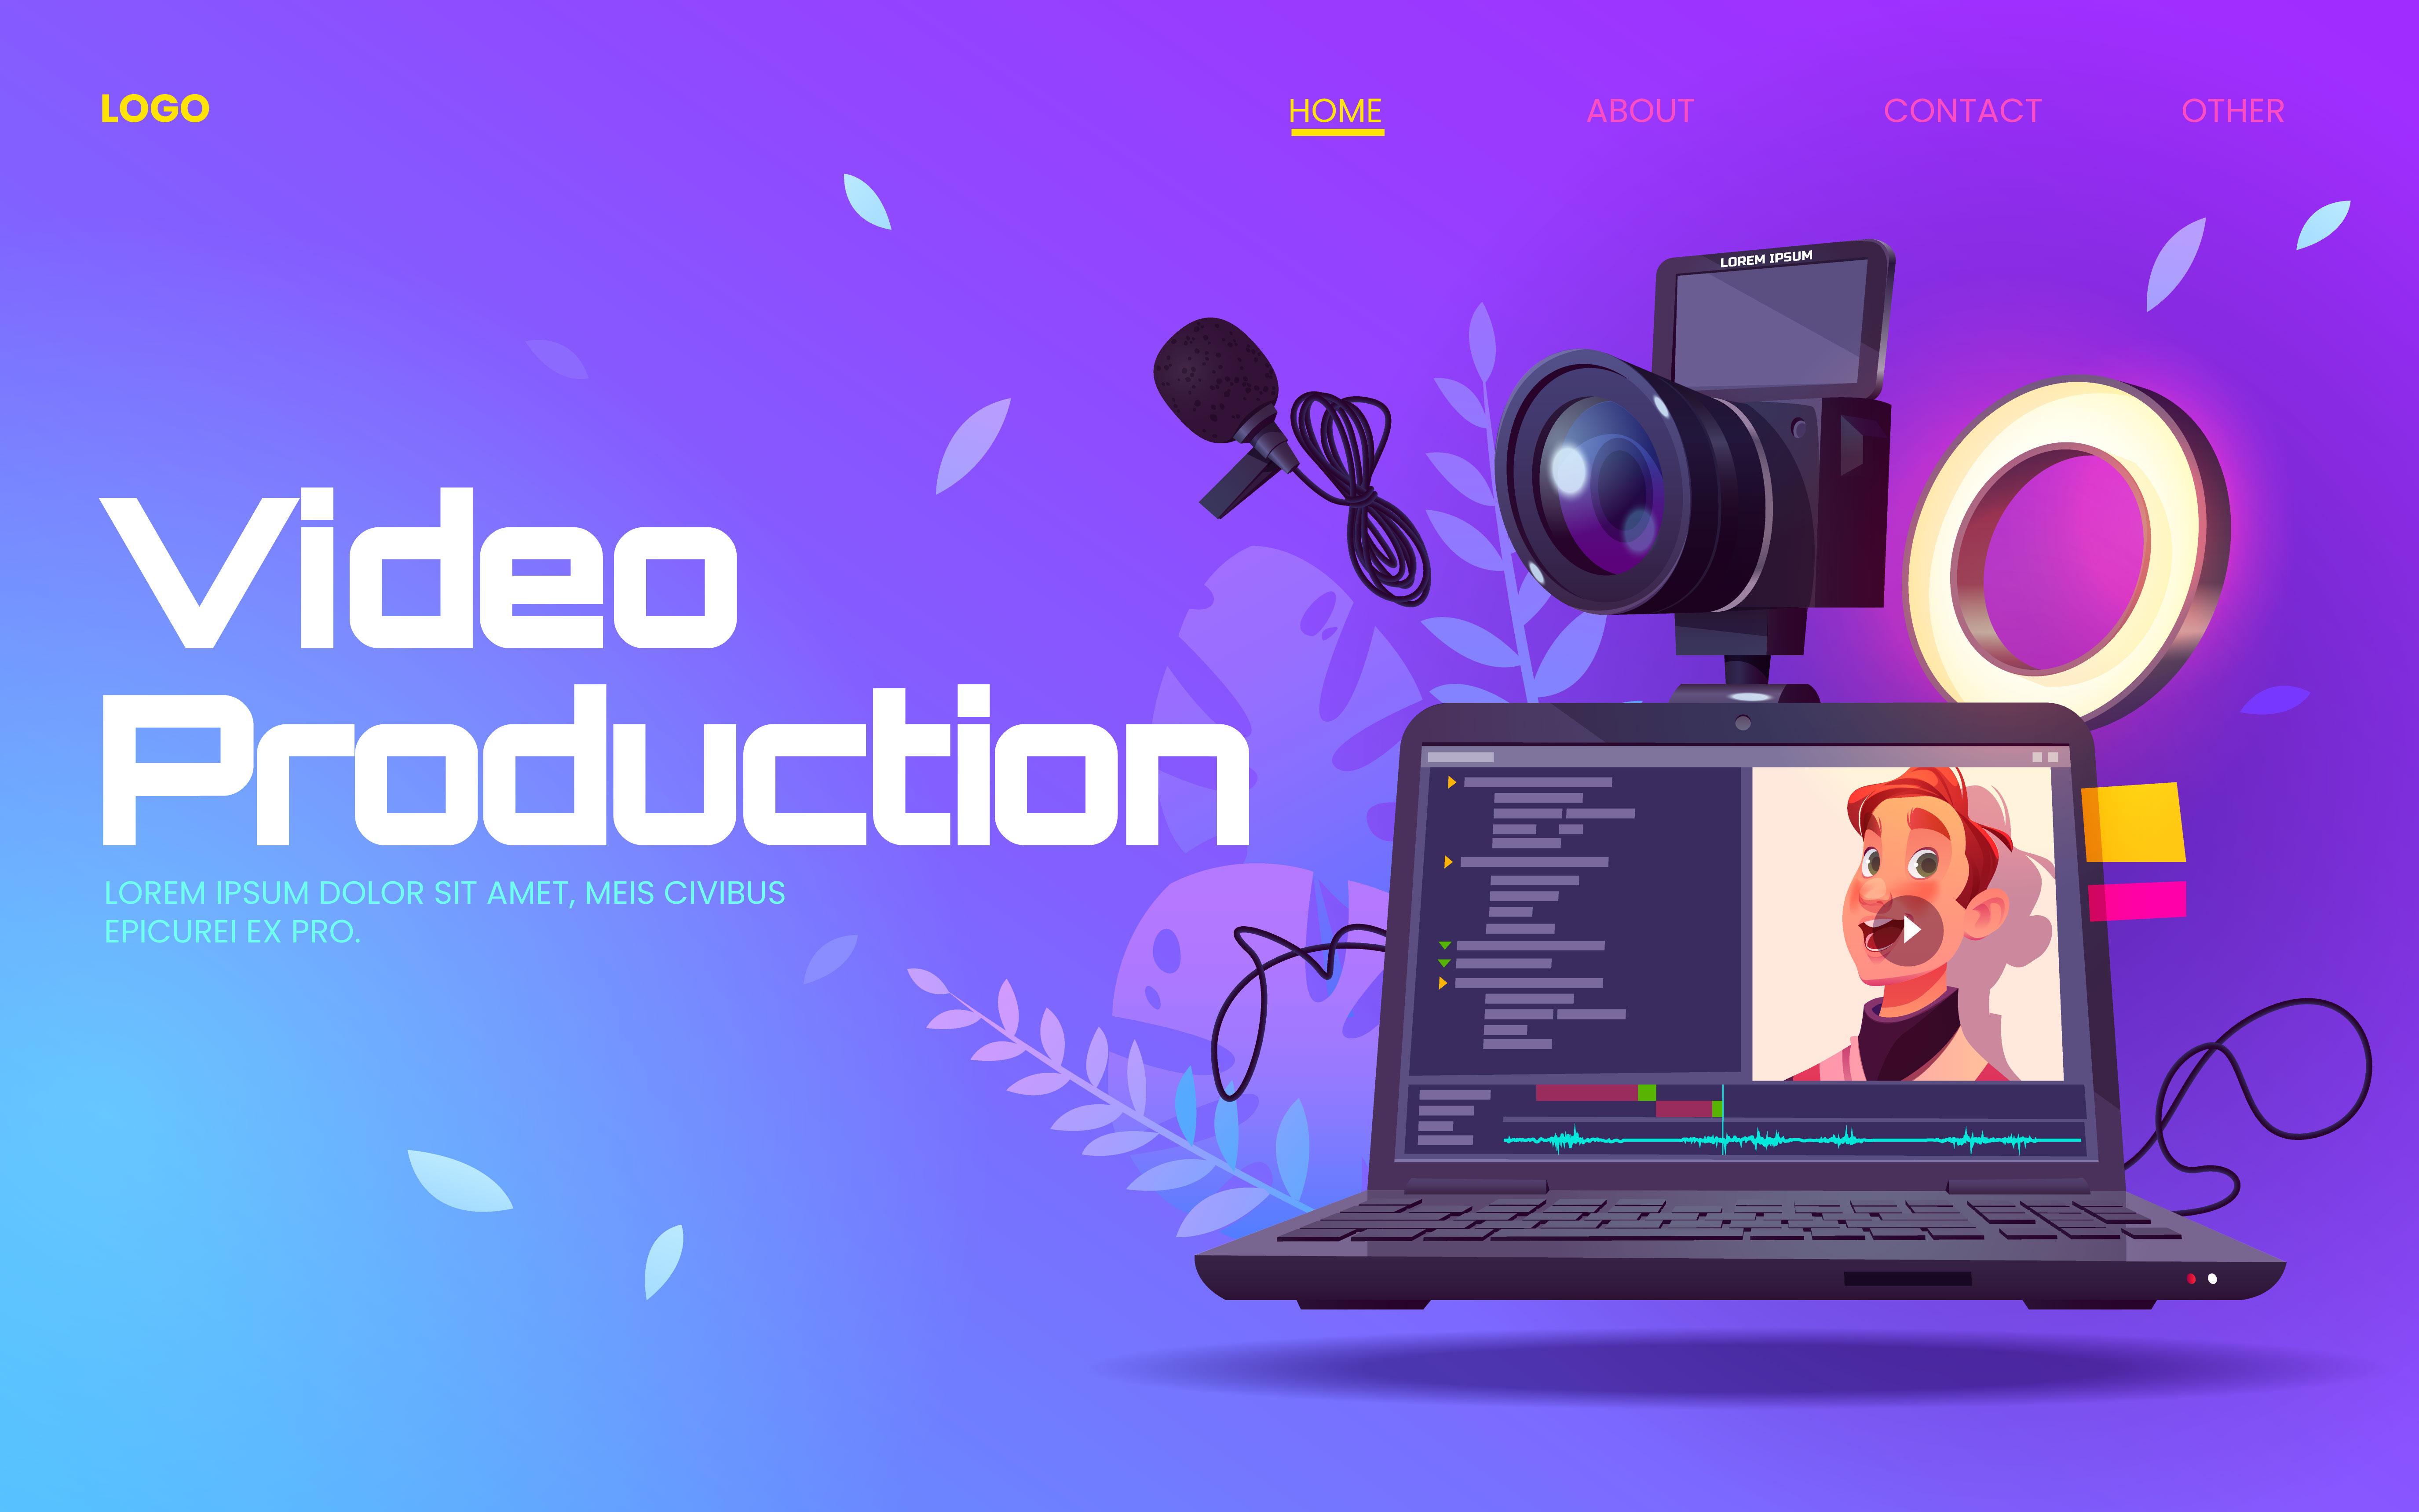 LOGO
HOME
ABOUT
CONTACT
OTHER
LOREM IPSUM
Video
Production
LOREM IPSUM DOLOR SIT AMET, MEIS CIVIBUS
EPICUREI EX PRO.